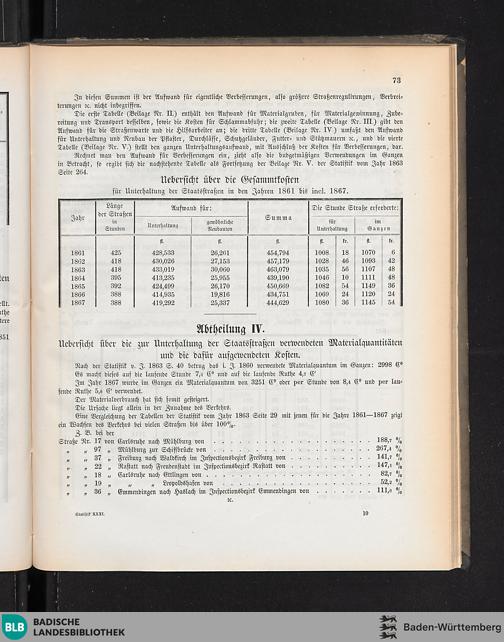 73
In diesen Summen ist der Aufwand für eigentliche Verbesserungen, also größere Straßenregulirungen, Verbrei-
terungen ꝛc. nicht inbegriffen.
Die erste Tabelle (Beilage Nr. II.) enthält den Aufwand für Materialgruben, für Materialgewinnung, Zube-
reitung und Transport desselben, sowie die Kosten für Schlammabfuhr; die zweite Tabelle (Beilage Nr. III.) gibt den
Aufwand für die Straßenwarte und die Hilfsarbeiter an; die dritte Tabelle (Beilage Nr. IV.) umfaßt den Aufwand
für Unterhaltung und Neubau der Pflaster, Durchlässe, Schutzgeländer, Futter- und Stützmauern ꝛc., und die vierte
Tabelle (Beilage Nr. V.) stellt den ganzen Unterhaltungsaufwand, mit Ausschluß der Kosten für Verbesserungen, dar.
Rechnet man den Aufwand für Verbesserungen ein, zieht also die budgetmäßigen Verwendungen im Ganzen
in Betracht, so ergibt sich die nachstehende Tabelle als Fortsetzung der Beilage Nr. V. der Statistik vom Jahr 1863
Seite 264.
Uebersicht über die Gesammtkosten
für Unterhaltung der Staatsstraßen in den Jahren 1861 bis incl. 1867.
Jahr Länge der Straßen in Stunden Aufwand für: Summa Die Stunde Straße erforderte:
Unterhaltung gewöhnliche Neubauten für Unterhaltung im Ganzen
fl. fl. fl. fl. kr. fl. kr.
1861 425 428,533 26,261 454,794 1008 18 1070 6
1862 418 430,026 27,153 457,179 1028 46 1093 42
1863 418 433,019 30,060 463,079 1035 56 1107 48
1864 395 413,235 25,955 439,190 1046 10 1111 48
1865 392 424,499 26,170 450,669 1082 54 1149 36
1866 388 414,935 19,816 434,751 1069 24 1120 24
1867 388 419,292 25,337 444,629 1080 36 1145 54
Abtheilung IV.
Uebersicht über die zur Unterhaltung der Staatsstraßen verwendeten Materialquantitäten
und die dafür aufgewendeten Kosten.
Nach der Statistik v. J. 1863 S. 40 betrug das i. J. 1860 verwendete Materialquantum im Ganzen: 2998 C°
Es macht dieses auf die laufende Stunde 7,1 C° und auf die laufende Ruthe 4,7 C'
Im Jahr 1867 wurde im Ganzen ein Materialquantum von 3251 C° oder per Stunde von 8,4 C° und per lau-
fende Ruthe 5,6 C' verwendet.
Der Materialverbrauch hat sich somit gesteigert.
Die Ursache liegt allein in der Zunahme des Verkehrs.
Eine Vergleichung der Tabellen der Statistik vom Jahr 1863 Seite 29 mit jenem für die Jahre 1861—1867 zeigt
ein Wachsen des Verkehrs bei vielen Straßen bis über 100%.
Z. B. bei der
Straße Nr. 17 von Carlsruhe nach Mühlburg von 188,7 %
„ „ 97 „ Mühlburg zur Schiffbrücke von 267,4 %
„ „ 37 „ Freiburg nach Waldkirch im Inspectionsbezirk Freiburg von 141,7 %
„ „ 22 „ Rastatt nach Freudenstadt im Inspectionsbezirk Rastatt von 147,1 %
„ „ 18 „ Carlsruhe nach Ettlingen von 82,7 %
„ „ 19 „ „ „ Leopoldshafen von 52,2 %
„ „ 36 „ Emmendingen nach Haslach im Inspectionsbezirk Emmendingen von 111,6 %
ꝛc.
Statistik XXXI. 10
BLB BADISCHE
LANDESBIBLIOTHEK
Baden-Württemberg